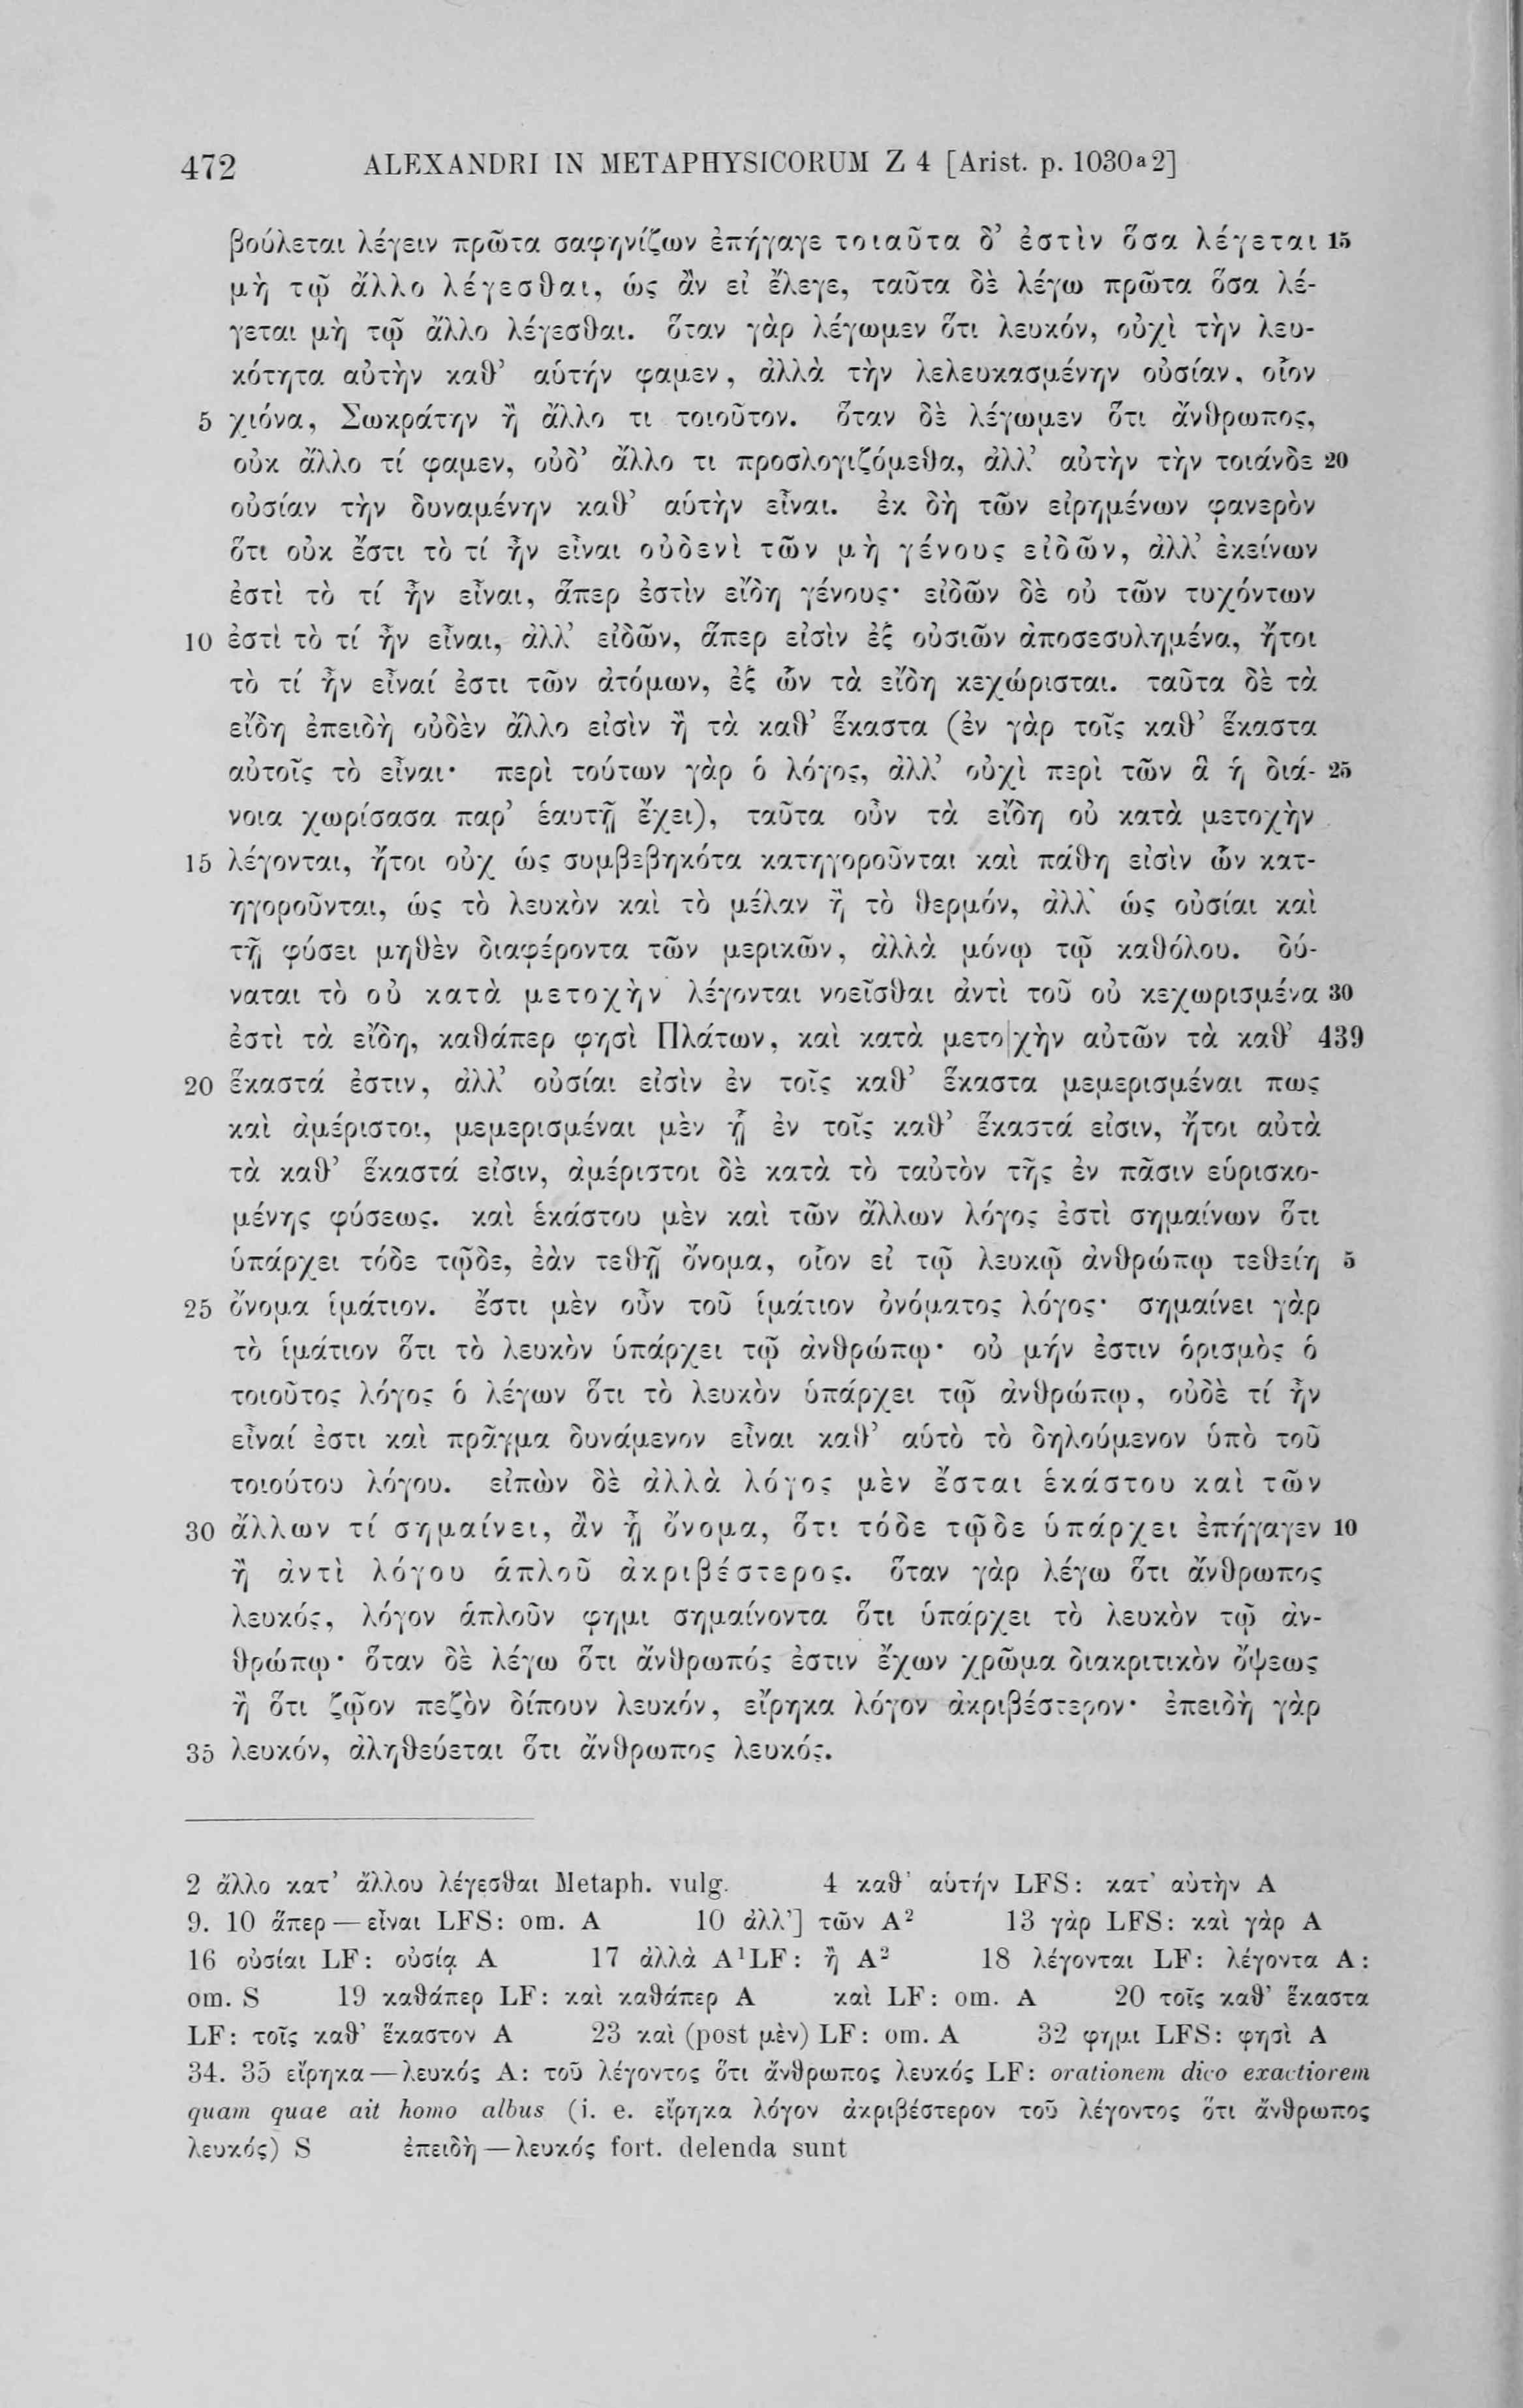 472 ALEXANDRI IN METAPHYSICORUM Z 4 [Arist. p. 1030ª2]
βούλεται λέγειν πρῶτα σαφηνίζων ἐπήγαγε τοιαῦτα δ’ ἐστὶν ὅσα λέγεται 15
μὴ τῷ ἄλλο λέγεσθαι, ὡς ἂν εἰ ἔλεγε, ταῦτα δὲ λέγω πρῶτα ὅσα λέ-
γεται μὴ τῷ ἄλλο λέγεσθαι. ὅταν γὰρ λέγωμεν ὅτι λευκόν, οὐχὶ τὴν λευ-
κότητα αὐτὴν καθ’ αὑτήν φαμεν, ἀλλὰ τὴν λελευκασμένην οὐσίαν, οἷον
5 χιόνα, Σωκράτην ἢ ἄλλο τι τοιοῦτον. ὅταν δὲ λέγωμεν ὅτι ἄνθρωπος,
οὐκ ἄλλο τί φαμεν, οὐδ’ ἄλλο τι προσλογιζόμεθα, ἀλλ’ αὐτὴν τὴν τοιάνδε 20
οὐσίαν τὴν δυναμένην καθ’ αὑτὴν εἶναι. ἐκ δὴ τῶν εἰρημένων φανερὸν
ὅτι οὐκ ἔστι τὸ τί ἦν εἶναι οὐδενὶ τῶν μὴ γένους εἰδῶν, ἀλλ’ ἐκείνων
ἐστὶ τὸ τί ἦν εἶναι, ἅπερ ἐστὶν εἴδη γένους· εἰδῶν δὲ οὐ τῶν τυχόντων
10 ἐστὶ τὸ τί ἦν εἶναι, ἀλλ’ εἰδῶν, ἅπερ εἰσὶν ἐξ οὐσιῶν ἀποσεσυλημένα, ἤτοι
τὸ τί ἦν εἶναί ἐστι τῶν ἀτόμων, ἐξ ὧν τὰ εἴδη κεχώρισται. ταῦτα δὲ τὰ
εἴδη ἐπειδὴ οὐδὲν ἄλλο εἰσὶν ἢ τὰ καθ’ ἕκαστα (ἐν γὰρ τοῖς καθ’ ἕκαστα
αὐτοῖς τὸ εἶναι· περὶ τούτων γὰρ ὁ λόγος, ἀλλ’ οὐχὶ περὶ τῶν ἃ ἡ διά- 25
νοια χωρίσασα παρ’ ἑαυτῇ ἔχει), ταῦτα οὖν τὰ εἴδη οὐ κατὰ μετοχὴν
15 λέγονται, ἤτοι οὐχ ὡς συμβεβηκότα κατηγοροῦνται καὶ πάθη εἰσὶν ὧν κατ-
ηγοροῦνται, ὡς τὸ λευκὸν καὶ τὸ μέλαν ἢ τὸ θερμόν, ἀλλ’ ὡς οὐσίαι καὶ
τῇ φύσει μηθὲν διαφέροντα τῶν μερικῶν, ἀλλὰ μόνῳ τῷ καθόλου. δύ-
ναται τὸ οὐ κατὰ μετοχὴν λέγονται νοεῖσθαι ἀντὶ τοῦ οὐ κεχωρισμένα 30
ἐστὶ τὰ εἴδη, καθάπερ φησὶ Πλάτων, καὶ κατὰ μετο|χὴν αὐτῶν τὰ καθ’ 439
20 ἕκαστά ἐστιν, ἀλλ’ οὐσίαι εἰσὶν ἐν τοῖς καθ’ ἕκαστα μεμερισμέναι πως
καὶ ἀμέριστοι, μεμερισμέναι μὲν ᾗ ἐν τοῖς καθ’ ἕκαστά εἰσιν, ἤτοι αὐτὰ
τὰ καθ’ ἕκαστά εἰσιν, ἀμέριστοι δὲ κατὰ τὸ ταὐτὸν τῆς ἐν πᾶσιν εὑρισκο-
μένης φύσεως. καὶ ἑκάστου μὲν καὶ τῶν ἄλλων λόγος ἐστὶ σημαίνων ὅτι
ὑπάρχει τόδε τῷδε, ἐὰν τεθῇ ὄνομα, οἷον εἰ τῷ λευκῷ ἀνθρώπῳ τεθείη 5
25 ὄνομα ἱμάτιον. ἔστι μὲν οὖν τοῦ ἱμάτιον ὀνόματος λόγος· σημαίνει γὰρ
τὸ ἱμάτιον ὅτι τὸ λευκὸν ὑπάρχει τῷ ἀνθρώπῳ· οὐ μήν ἐστιν ὁρισμὸς ὁ
τοιοῦτος λόγος ὁ λέγων ὅτι τὸ λευκὸν ὑπάρχει τῷ ἀνθρώπῳ, οὐδὲ τί ἦν
εἶναί ἐστι καὶ πρᾶγμα δυνάμενον εἶναι καθ’ αὑτὸ τὸ δηλούμενον ὑπὸ τοῦ
τοιούτου λόγου. εἰπὼν δὲ ἀλλὰ λόγος μὲν ἔσται ἑκάστου καὶ τῶν
30 ἄλλων τί σημαίνει, ἂν ᾖ ὄνομα, ὅτι τόδε τῷδε ὑπάρχει ἐπήγαγεν 10
ἢ ἀντὶ λόγου ἁπλοῦ ἀκριβέστερος. ὅταν γὰρ λέγω ὅτι ἄνθρωπος
λευκός, λόγον ἁπλοῦν φημι σημαίνοντα ὅτι ὑπάρχει τὸ λευκὸν τῷ ἀν-
θρώπῳ· ὅταν δὲ λέγω ὅτι ἄνθρωπός ἐστιν ἔχων χρῶμα διακριτικὸν ὄψεως
ἢ ὅτι ζῷον πεζὸν δίπουν λευκόν, εἴρηκα λόγον ἀκριβέστερον· ἐπειδὴ γὰρ
35 λευκόν, ἀληθεύεται ὅτι ἄνθρωπος λευκός.
2 ἄλλο κατ’ ἄλλου λέγεσθαι Metaph. vulg. 4 καθ’ αὑτήν LFS: κατ’ αὐτὴν A
9. 10 ἅπερ — εἶναι LFS: om. A 10 ἀλλ’] τῶν A² 13 γὰρ LFS: καὶ γὰρ A
16 οὐσίαι LF: οὐσίᾳ A 17 ἀλλὰ A¹LF: ἢ A² 18 λέγονται LF: λέγοντα A:
om. S 19 καθάπερ LF: καὶ καθάπερ A καὶ LF: om. A 20 τοῖς καθ’ ἕκαστα
LF: τοῖς καθ’ ἕκαστον A 23 καὶ (post μὲν) LF: om. A 32 φημι LFS: φησὶ A
34. 35 εἴρηκα — λευκός A: τοῦ λέγοντος ὅτι ἄνθρωπος λευκός LF: orationem dico exactiorem
quam quae ait homo albus (i. e. εἴρηκα λόγον ἀκριβέστερον τοῦ λέγοντος ὅτι ἄνθρωπος
λευκός) S ἐπειδὴ — λευκός fort. delenda sunt